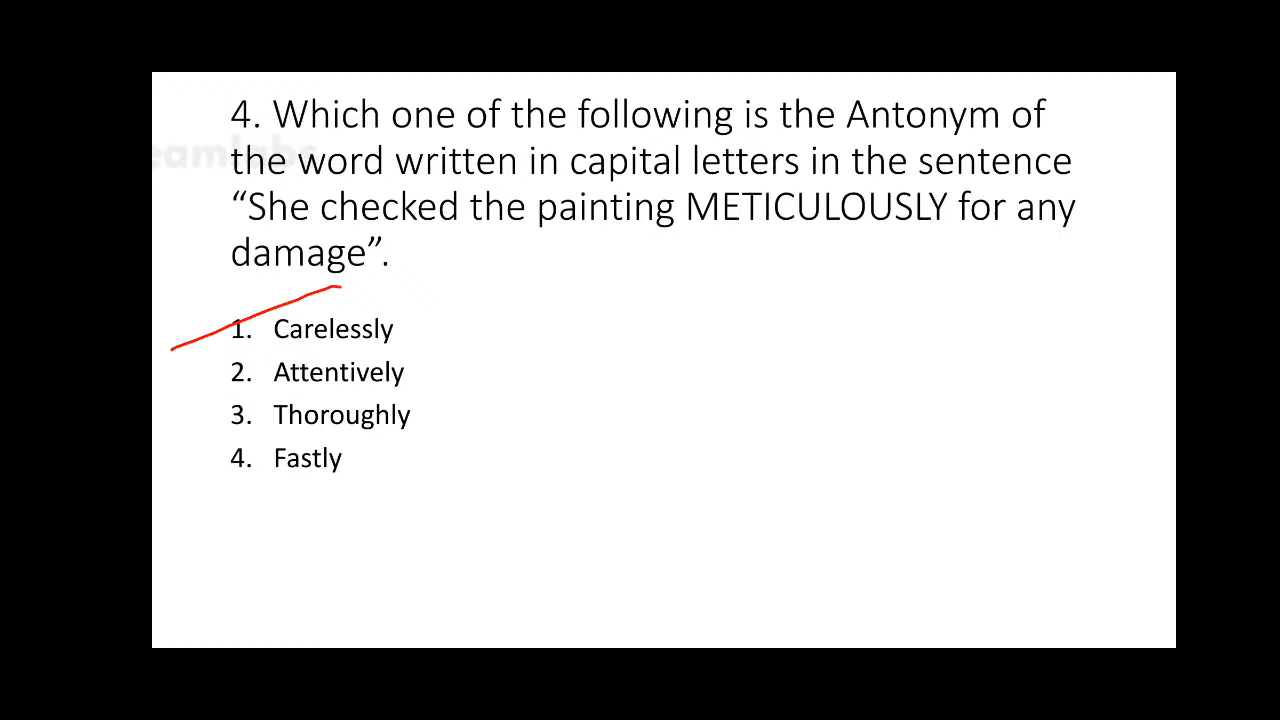 4. Which one of the following is the Antonym of
the word written in capital letters in the sentence
“She checked the painting METICULOUSLY for any
damage”.
1. Carelessly
2. Attentively
3. Thoroughly
4. Fastly